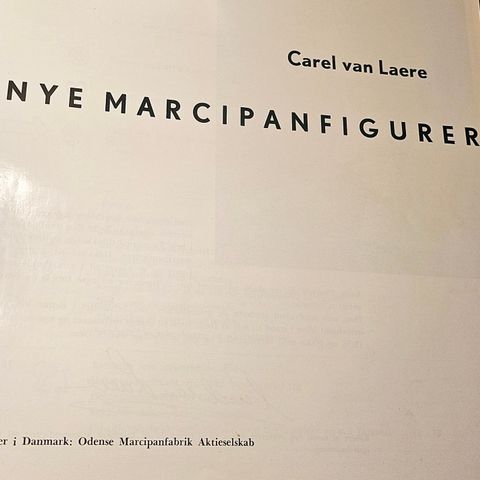 Carel van Laere
NYE MARCIPANFIGURER
er i Danmark: Odense Marcipanfabrik Aktieselskab